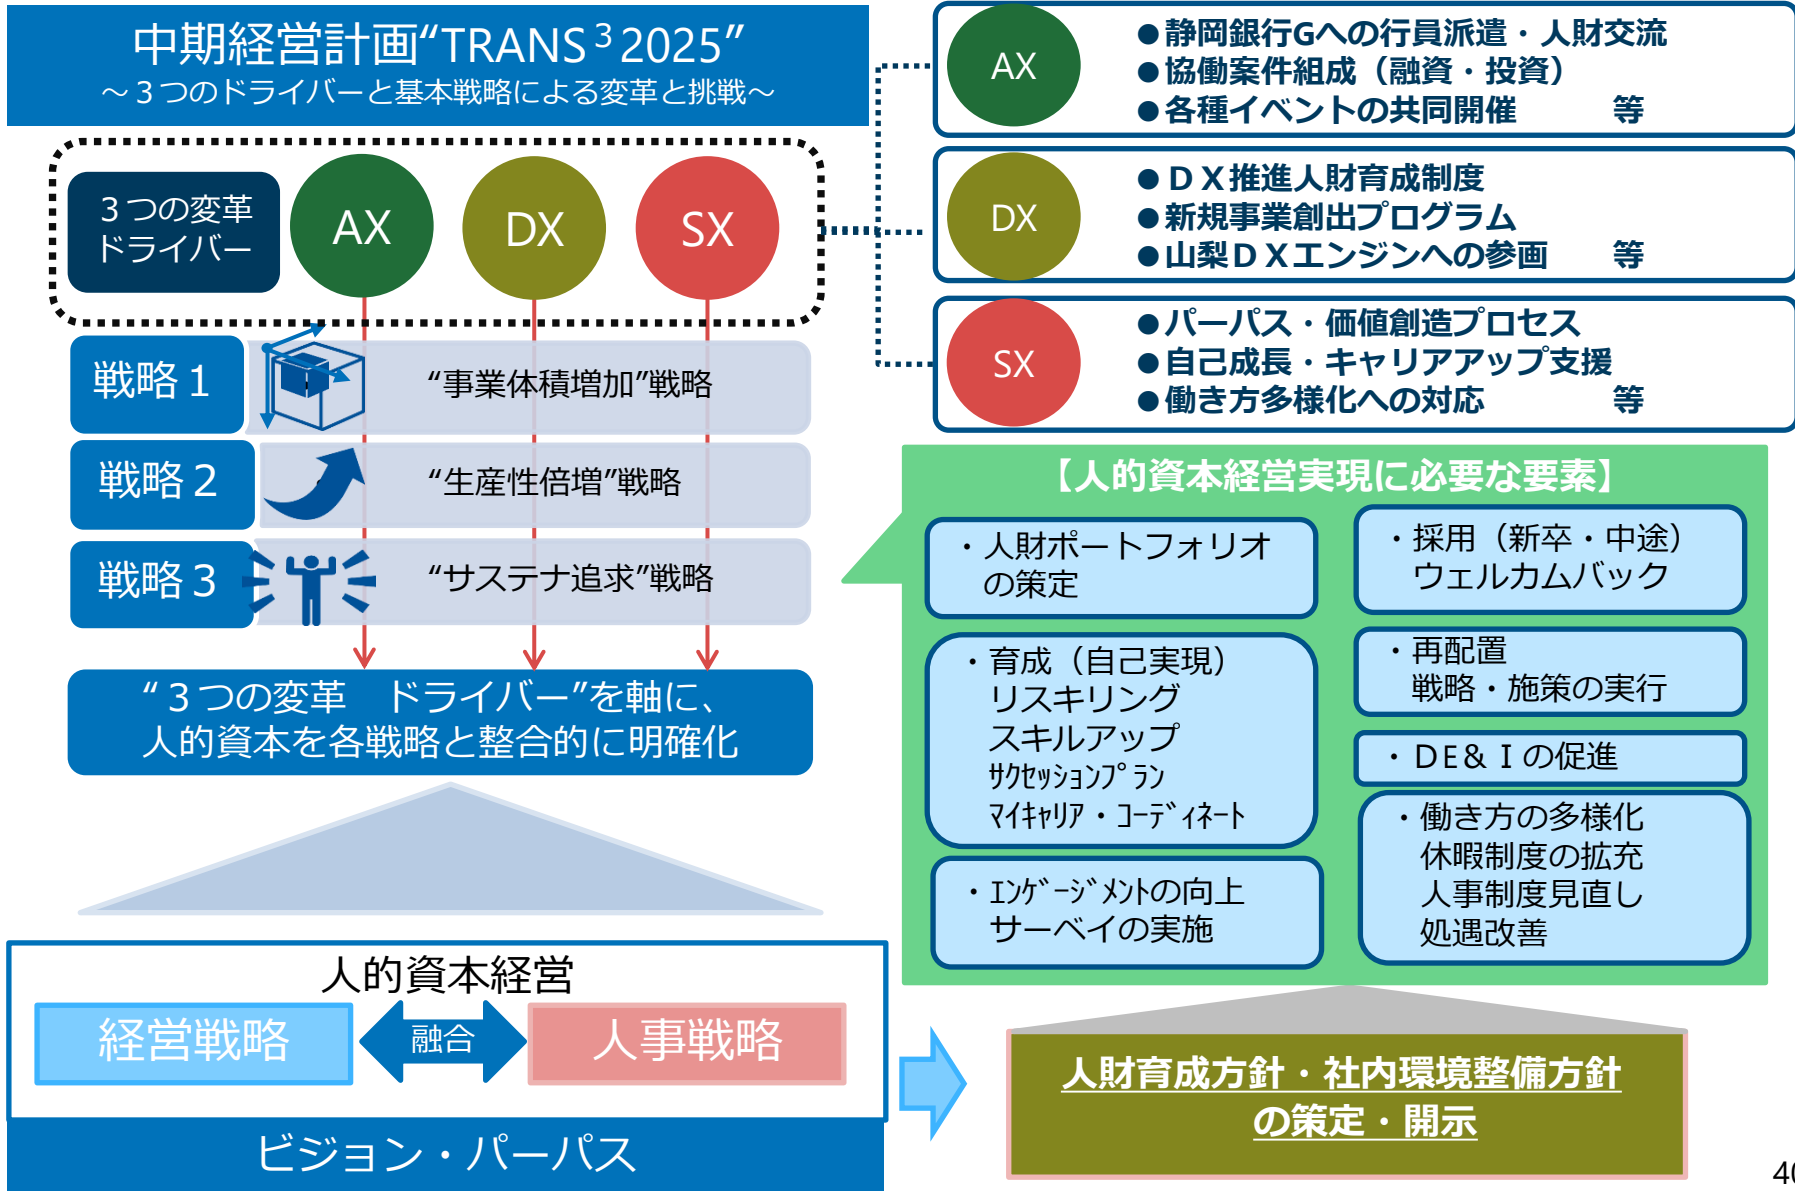 中期経営計画“TRANS³2025”
～３つのドライバーと基本戦略による変革と挑戦～
３つの変革
ドライバー
AX
DX
SX
戦略１
“事業体積増加”戦略
戦略２
“生産性倍増”戦略
戦略３
“サステナ追求”戦略
“３つの変革　ドライバー”を軸に、
人的資本を各戦略と整合的に明確化
人的資本経営
経営戦略
融合
人事戦略
ビジョン・パーパス
AX
●静岡銀行Gへの行員派遣・人財交流
●協働案件組成（融資・投資）
●各種イベントの共同開催　　　等
DX
●ＤＸ推進人財育成制度
●新規事業創出プログラム
●山梨ＤＸエンジンへの参画　　等
SX
●パーパス・価値創造プロセス
●自己成長・キャリアアップ支援
●働き方多様化への対応　　　　等
【人的資本経営実現に必要な要素】
・人財ポートフォリオ
の策定
・育成（自己実現）
リスキリング
スキルアップ
ｻｸｾｯｼｮﾝﾌﾟﾗﾝ
ﾏｲｷｬﾘｱ・ｺｰﾃﾞｨﾈｰﾄ
・ｴﾝｹﾞｰｼﾞﾒﾝﾄの向上
サーベイの実施
・採用（新卒・中途）
ウェルカムバック
・再配置
戦略・施策の実行
・ＤE＆Ｉの促進
・働き方の多様化
休暇制度の拡充
人事制度見直し
処遇改善
人財育成方針・社内環境整備方針
の策定・開示